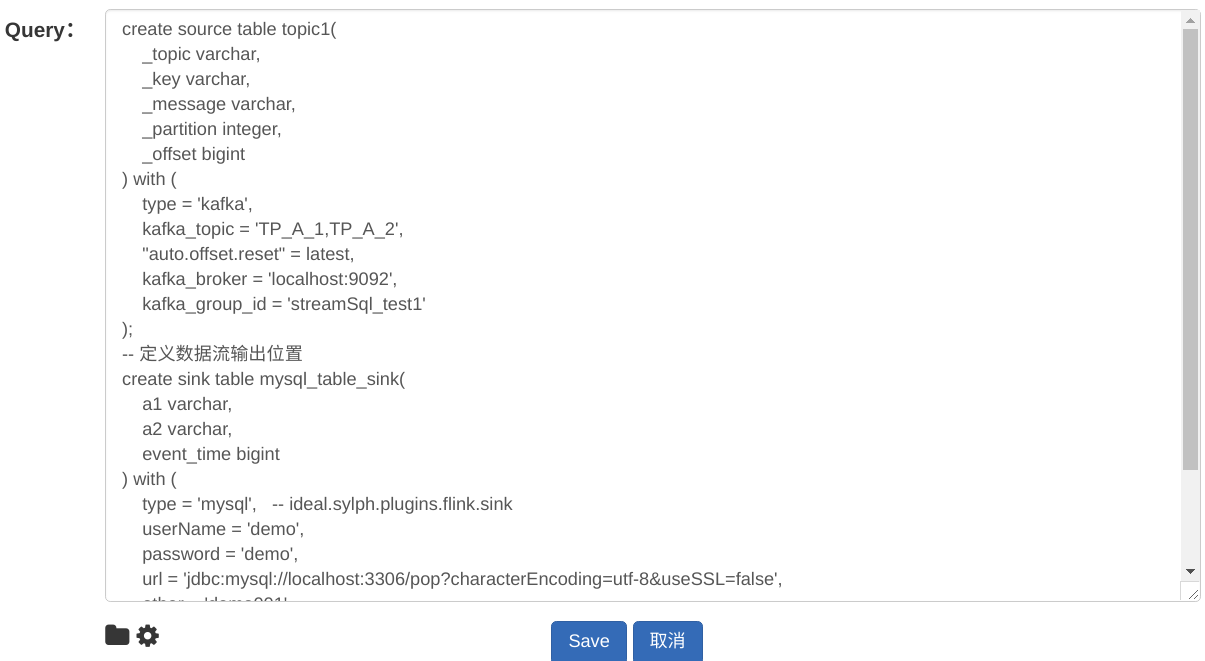 Query：
create source table topic1(
    _topic varchar,
    _key varchar,
    _message varchar,
    _partition integer,
    _offset bigint
) with (
    type = 'kafka',
    kafka_topic = 'TP_A_1,TP_A_2',
    "auto.offset.reset" = latest,
    kafka_broker = 'localhost:9092',
    kafka_group_id = 'streamSql_test1'
);
-- 定义数据流输出位置
create sink table mysql_table_sink(
    a1 varchar,
    a2 varchar,
    event_time bigint
) with (
    type = 'mysql',   -- ideal.sylph.plugins.flink.sink
    userName = 'demo',
    password = 'demo',
    url = 'jdbc:mysql://localhost:3306/pop?characterEncoding=utf-8&useSSL=false',
Save 取消